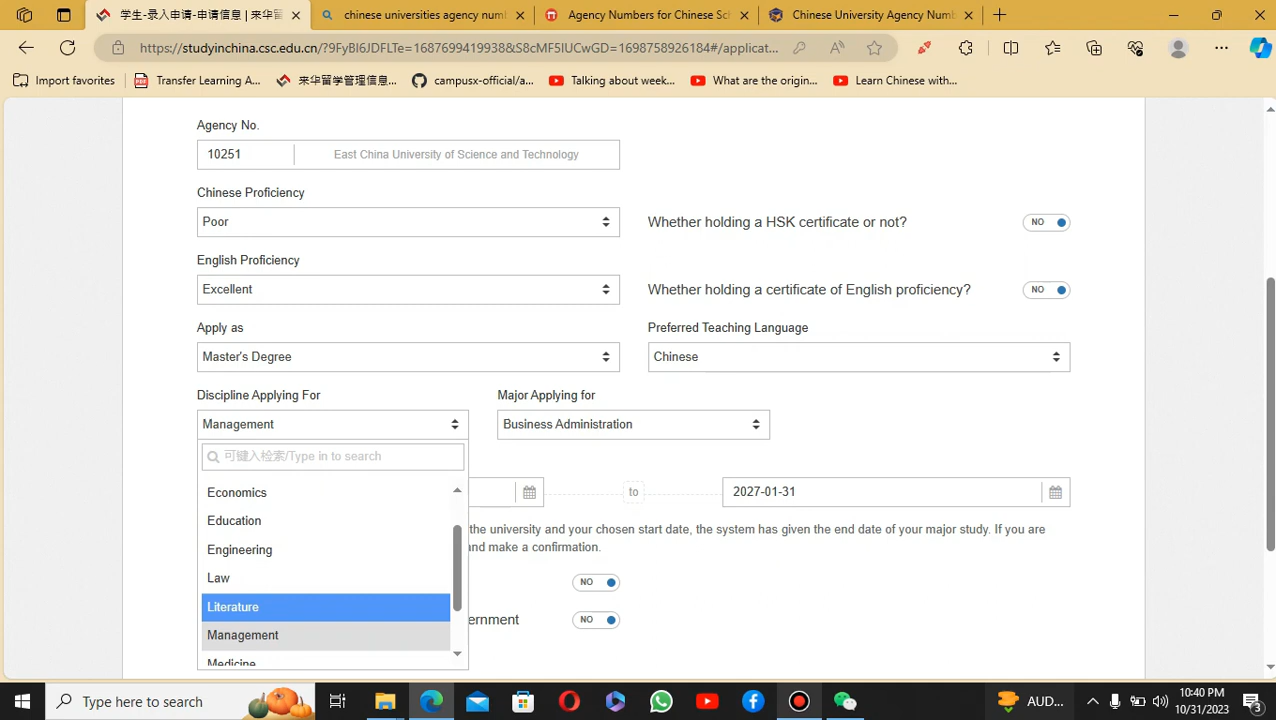 学生-录入申请-申请信息 | 来华留
chinese universities agency numb
Agency Numbers for Chinese Sch
Chinese University Agency Numb
https://studyinchina.csc.edu.cn/?9FyBI6JDFLTe=1687699419938&S8cMF5IUCwGD=1698758926184#/applicat...
Import favorites
Transfer Learning A...
来华留学管理信息...
campusx-official/a...
Talking about week...
What are the origin...
Learn Chinese with...
Agency No.
10251
East China University of Science and Technology
Chinese Proficiency
Poor
Whether holding a HSK certificate or not?
NO
English Proficiency
Excellent
Whether holding a certificate of English proficiency?
NO
Apply as
Preferred Teaching Language
Master's Degree
Chinese
Discipline Applying For
Major Applying for
Management
Business Administration
可键入检索/Type in to search
Economics
to
2027-01-31
Education
the university and your chosen start date, the system has given the end date of your major study. If you are
and make a confirmation.
Engineering
Law
NO
Literature
ernment
NO
Management
Medicine
Type here to search
AUD...
10:40 PM
10/31/2023
3